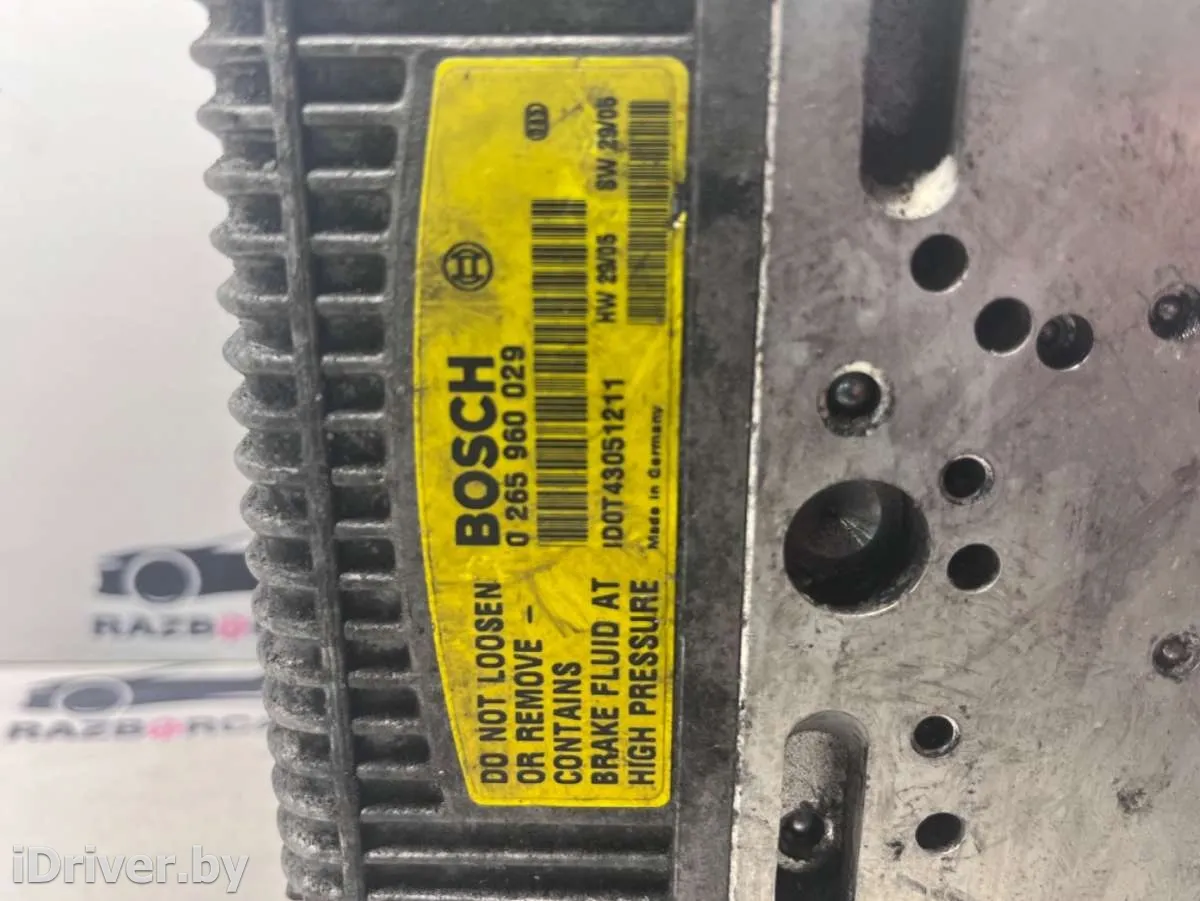 BOSCH
0 265 960 029
ID0T43051211
Made in Germany
HW 29/05 SW 29/05
DO NOT LOOSEN
OR REMOVE -
CONTAINS
BRAKE FLUID AT
HIGH PRESSURE
RAZBORCA
RAZBORCA
iDriver.by